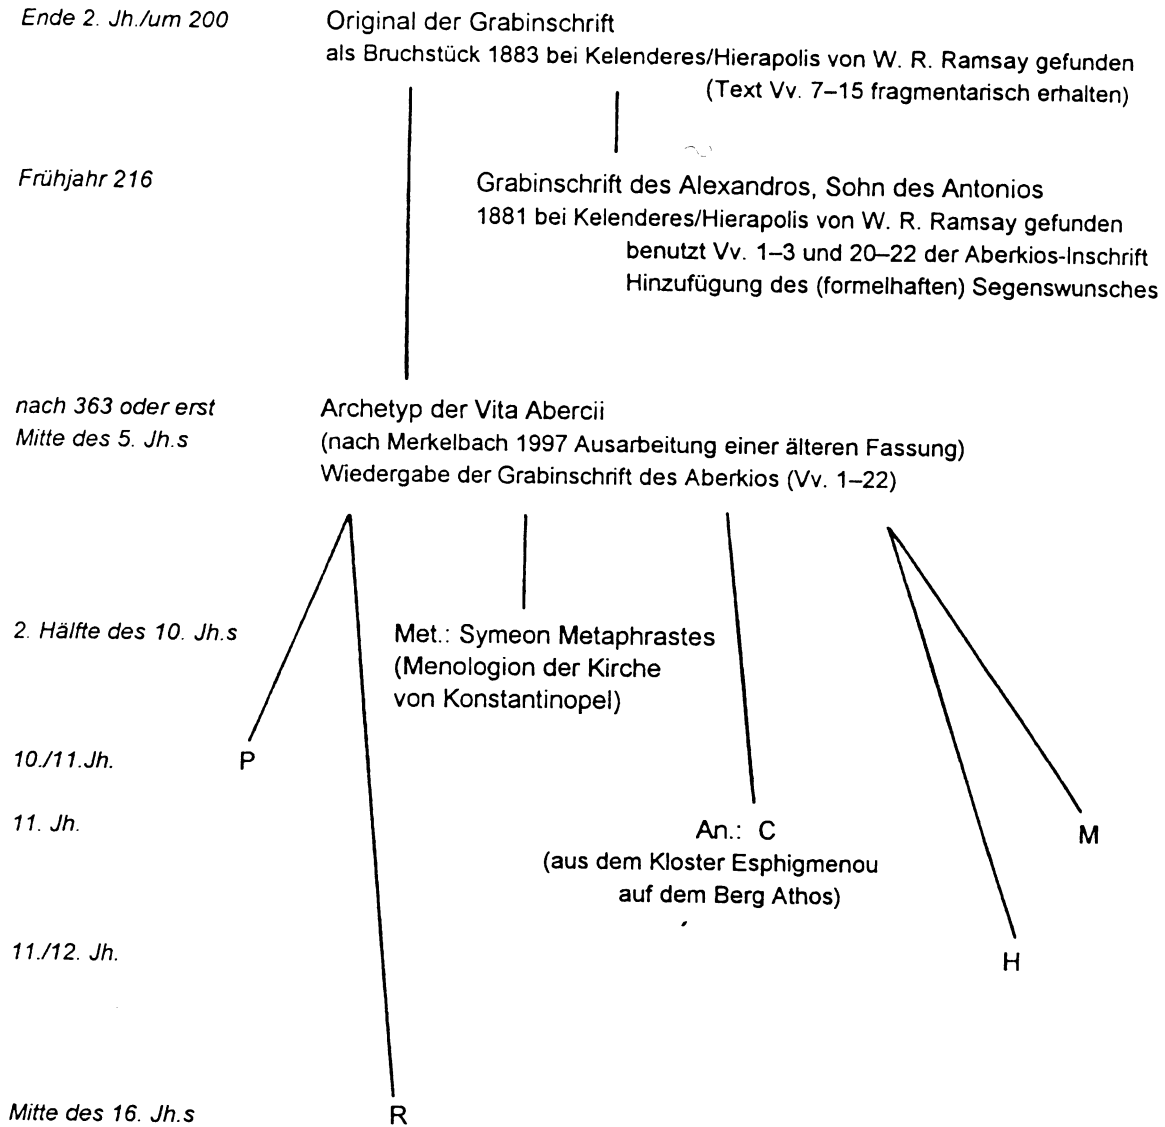 Ende 2. Jh./um 200 Original der Grabinschrift
als Bruchstück 1883 bei Kelenderes/Hierapolis von W. R. Ramsay gefunden
(Text Vv. 7–15 fragmentarisch erhalten)
Frühjahr 216 Grabinschrift des Alexandros, Sohn des Antonios
1881 bei Kelenderes/Hierapolis von W. R. Ramsay gefunden
benutzt Vv. 1–3 und 20–22 der Aberkios-Inschrift
Hinzufügung des (formelhaften) Segenswunsches
nach 363 oder erst Archetyp der Vita Abercii
Mitte des 5. Jh.s (nach Merkelbach 1997 Ausarbeitung einer älteren Fassung)
Wiedergabe der Grabinschrift des Aberkios (Vv. 1–22)
2. Hälfte des 10. Jh.s Met.: Symeon Metaphrastes
(Menologion der Kirche
von Konstantinopel)
10./11.Jh. P
11. Jh. An.: C M
(aus dem Kloster Esphigmenou
auf dem Berg Athos)
11./12. Jh. H
Mitte des 16. Jh.s R